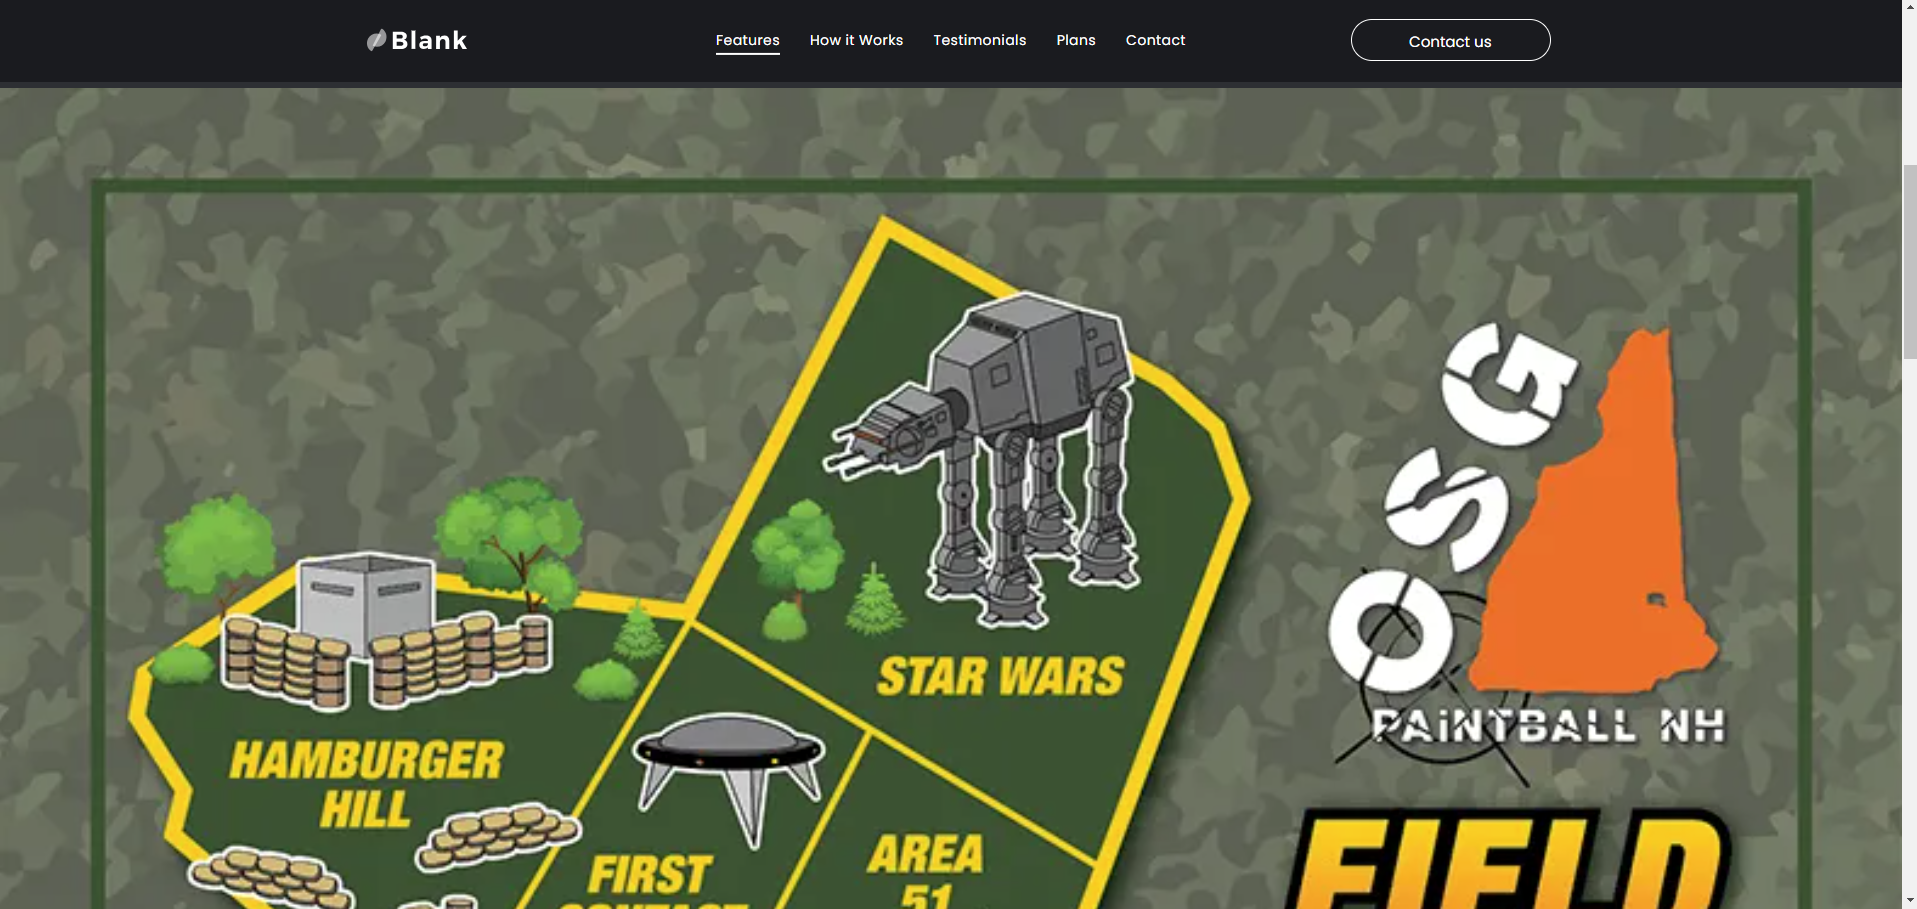 Blank
Features
How it Works
Testimonials
Plans
Contact
Contact us
STAR WARS
OSG
PAiNTBALL NH
HAMBURGER
HILL
FIRST
CONTACT
AREA
51
FIELD